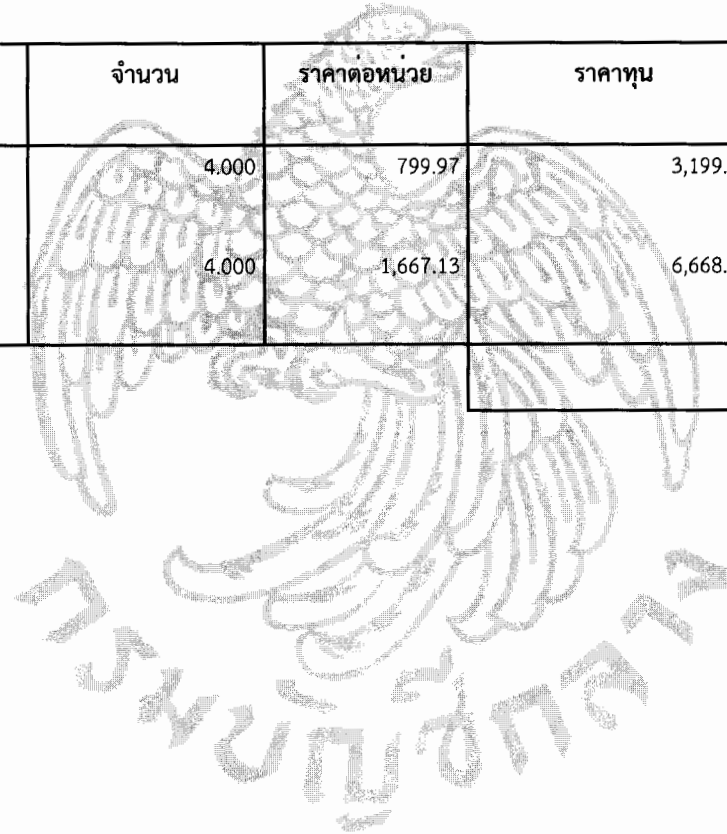 จำนวน ราคาต่อหน่วย ราคาทุน
4.000 799.97 3,199.
4.000 1,667.13 6,668.
กรมบัญชีกลาง